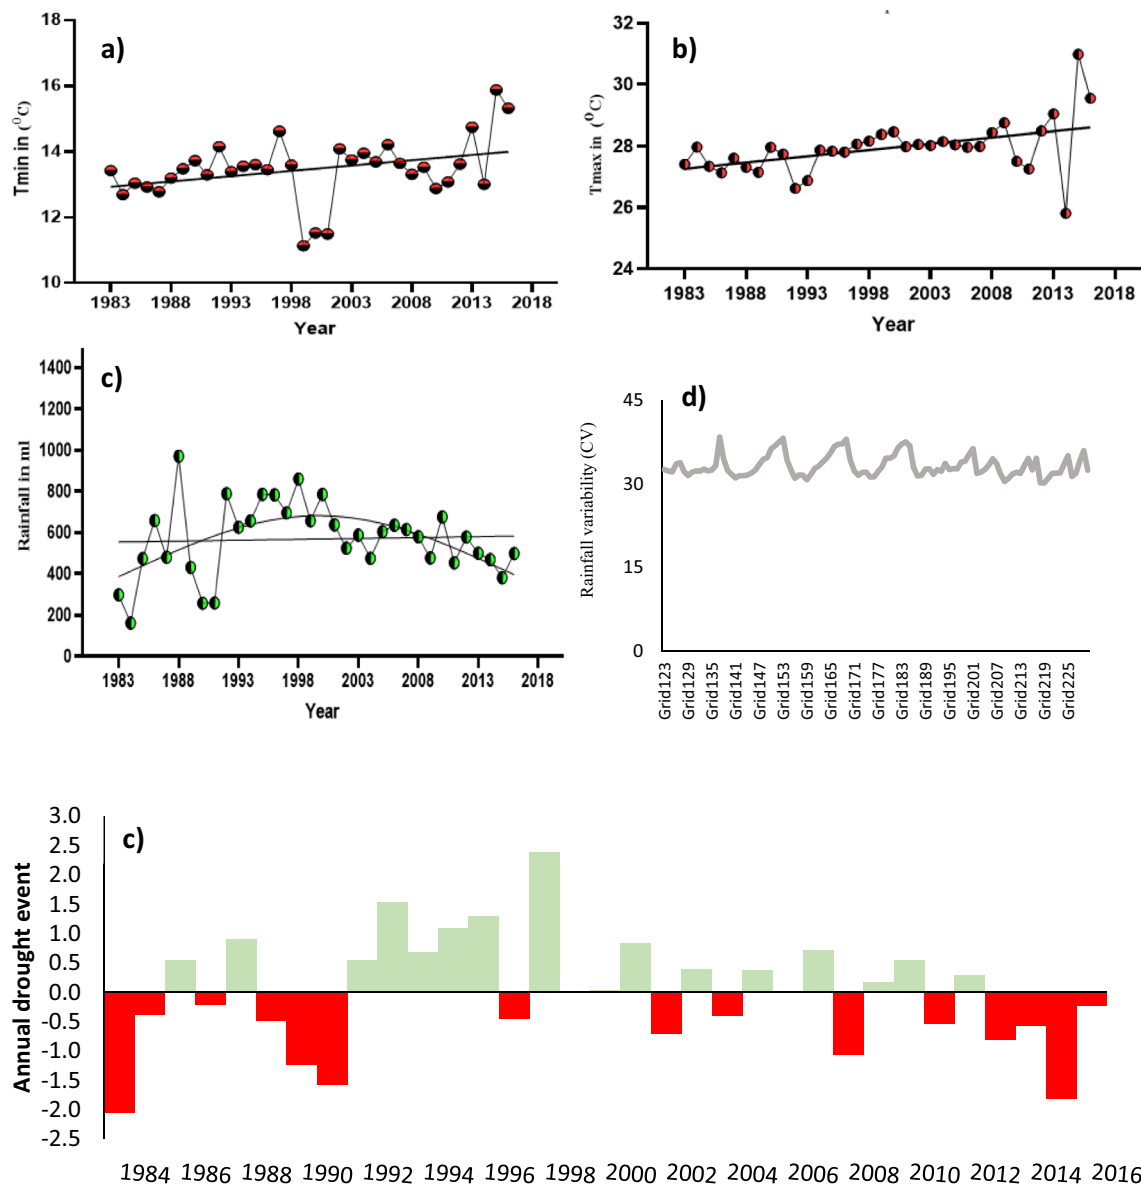 a)
Tmin in (⁰C)
18
16
14
12
10
1983 1988 1993 1998 2003 2008 2013 2018
Year
b)
Tmax in (⁰C)
32
30
28
26
24
1983 1988 1993 1998 2003 2008 2013 2018
Year
c)
Rainfall in ml
1400
1200
1000
800
600
400
200
0
1983 1988 1993 1998 2003 2008 2013 2018
Year
d)
Rainfall variability (CV)
45
30
15
0
Grid123
Grid129
Grid135
Grid141
Grid147
Grid153
Grid159
Grid165
Grid171
Grid177
Grid183
Grid189
Grid195
Grid201
Grid207
Grid213
Grid219
Grid225
c)
Annual drought event
3.0
2.5
2.0
1.5
1.0
0.5
0.0
-0.5
-1.0
-1.5
-2.0
-2.5
1984 1986 1988 1990 1992 1994 1996 1998 2000 2002 2004 2006 2010 2012 2014 2016